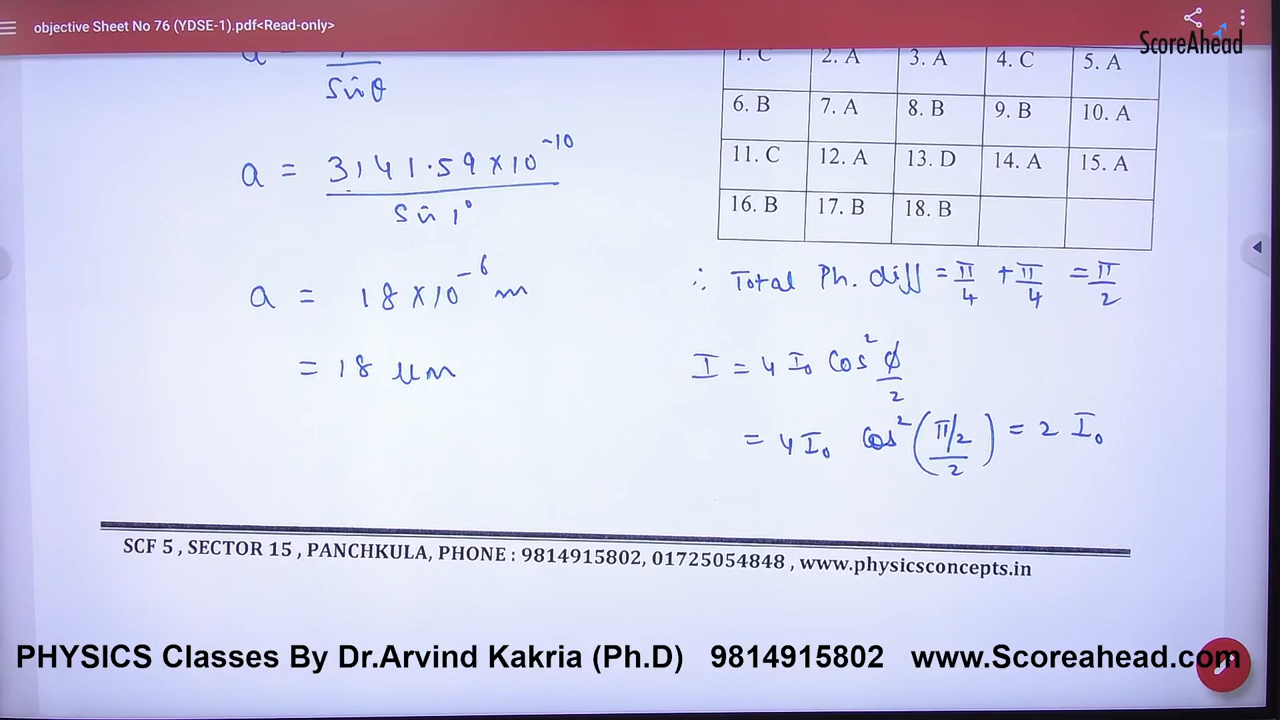 objective Sheet No 76 (YDSE-1).pdf<Read-only>
ScoreAhead
sinθ
a = 3141.59 × 10^-10
sin 1°
a = 18 × 10^-6 m
= 18 μm
1. C 2. A 3. A 4. C 5. A
6. B 7. A 8. B 9. B 10. A
11. C 12. A 13. D 14. A 15. A
16. B 17. B 18. B
∴ Total Ph. diff = π/4 + π/4 = π/2
I = 4 I₀ cos² ϕ/2
= 4 I₀ cos² (π/2 / 2) = 2 I₀
SCF 5 , SECTOR 15 , PANCHKULA, PHONE : 9814915802, 01725054848 , www.physicsconcepts.in
PHYSICS Classes By Dr.Arvind Kakria (Ph.D) 9814915802 www.Scoreahead.com